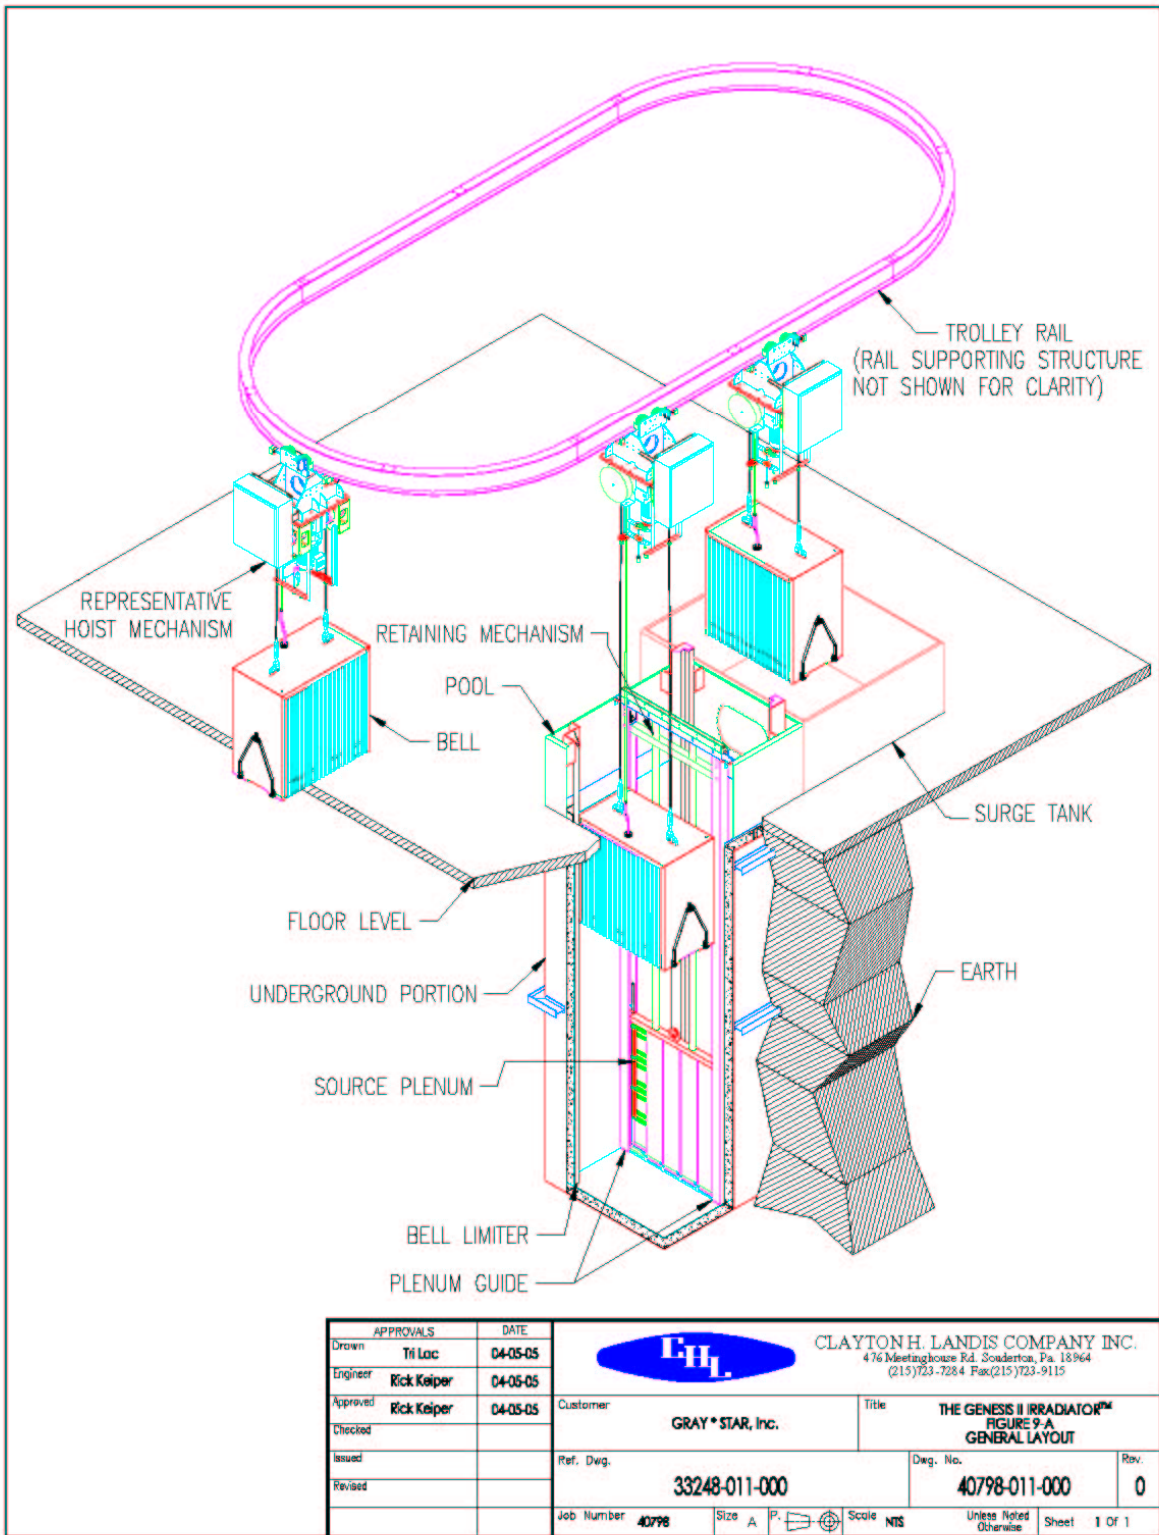 TROLLEY RAIL
(RAIL SUPPORTING STRUCTURE
NOT SHOWN FOR CLARITY)
REPRESENTATIVE
HOIST MECHANISM
RETAINING MECHANISM
POOL
BELL
SURGE TANK
FLOOR LEVEL
EARTH
UNDERGROUND PORTION
SOURCE PLENUM
BELL LIMITER
PLENUM GUIDE
APPROVALS DATE
Drawn Tri Lac 04-05-05
Engineer Rick Keiper 04-05-05
Approved Rick Keiper 04-05-05
Checked
Issued
Revised
CHL
CLAYTON H. LANDIS COMPANY INC.
476 Meetinghouse Rd. Souderton, Pa. 18964
(215)723-7284 Fax(215)723-9115
Customer
GRAY*STAR, Inc.
Title
THE GENESIS II IRRADIATOR™
FIGURE 9-A
GENERAL LAYOUT
Ref. Dwg.
33248-011-000
Dwg. No.
40798-011-000
Rev.
0
Job Number 40798
Size A
P.
Scale NTS
Unless Noted
Otherwise
Sheet 1 Of 1